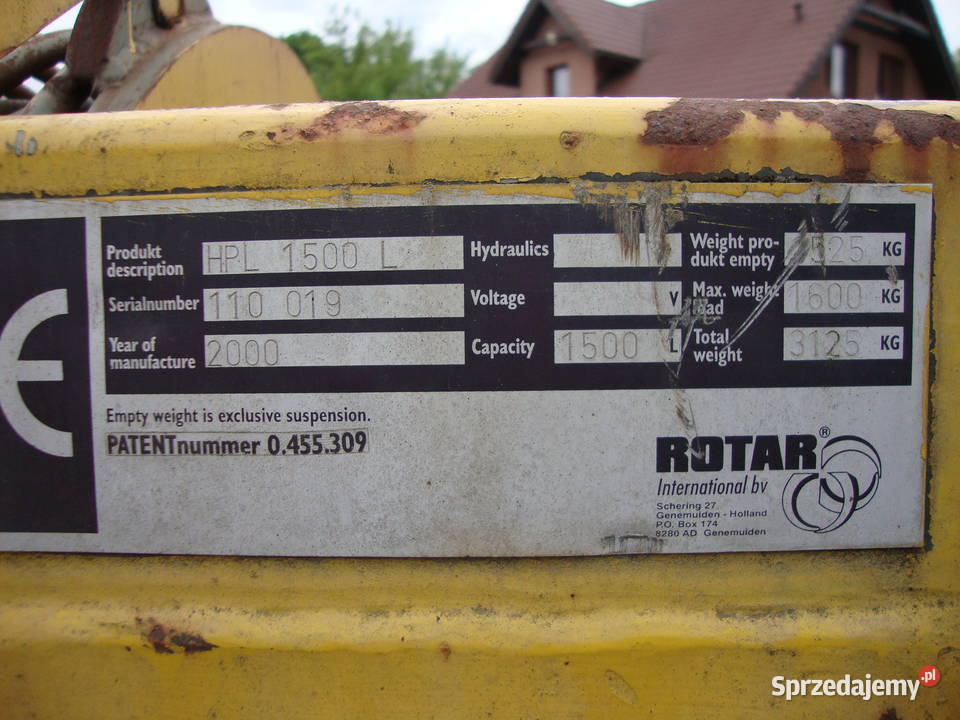 CE
Produkt description HPL 1500 L
Serialnumber 110 019
Year of manufacture 2000
Hydraulics
Voltage V
Capacity 1500 L
Weight pro-
dukt empty KG
Max. weight load 1600 KG
Total weight 3125 KG
Empty weight is exclusive suspension.
PATENTnummer 0.455.309
ROTAR®
International bv
Schering 27
Genemuiden - Holland
P.O. Box 174
8280 AD Genemuiden
Sprzedajemy.pl